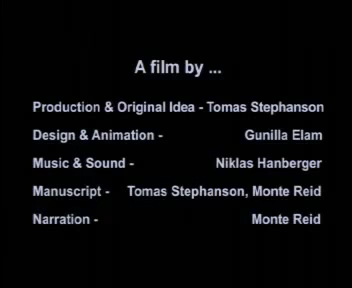 A film by ...
Production & Original Idea - Tomas Stephanson
Design & Animation - Gunilla Elam
Music & Sound - Niklas Hanberger
Manuscript - Tomas Stephanson, Monte Reid
Narration - Monte Reid